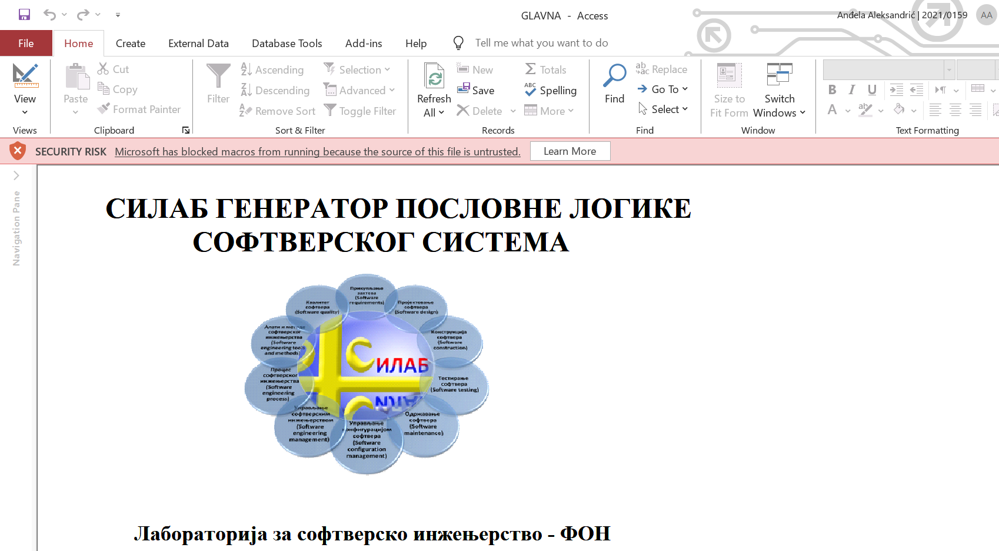 GLAVNA - Access
Anđela Aleksandrić | 2021/0159
AA
File
Home
Create
External Data
Database Tools
Add-ins
Help
Tell me what you want to do
View
Views
Paste
Cut
Copy
Format Painter
Clipboard
Filter
Ascending
Descending
Remove Sort
Selection
Advanced
Toggle Filter
Sort & Filter
Refresh
All
New
Save
Delete
Totals
Spelling
More
Records
Find
Replace
Go To
Select
Find
Size to
Fit Form
Switch
Windows
Window
B I U
A
Text Formatting
SECURITY RISK
Microsoft has blocked macros from running because the source of this file is untrusted.
Learn More
Navigation Pane
СИЛАБ ГЕНЕРАТОР ПОСЛОВНЕ ЛОГИКЕ
СОФТВЕРСКОГ СИСТЕМА
Прикупљање
захтева
(Software
requirements)
Пројектовање
софтвера
(Software design)
Конструкција
софтвера
(Software
construction)
Тестирање
софтвера
(Software testing)
Одржавање
софтвера
(Software
maintenance)
Управљање
конфигурацијом
софтвера
(Software
configuration
management)
Управљање
софтверским
инжењерством
(Software
engineering
management)
Процес
софтверског
инжењерства
(Software
engineering
process)
Алати и методе
софтверског
инжењерства
(Software
engineering tools
and methods)
Квалитет
софтвера
(Software quality)
СИЛАБ
Лабораторија за софтверско инжењерство - ФОН